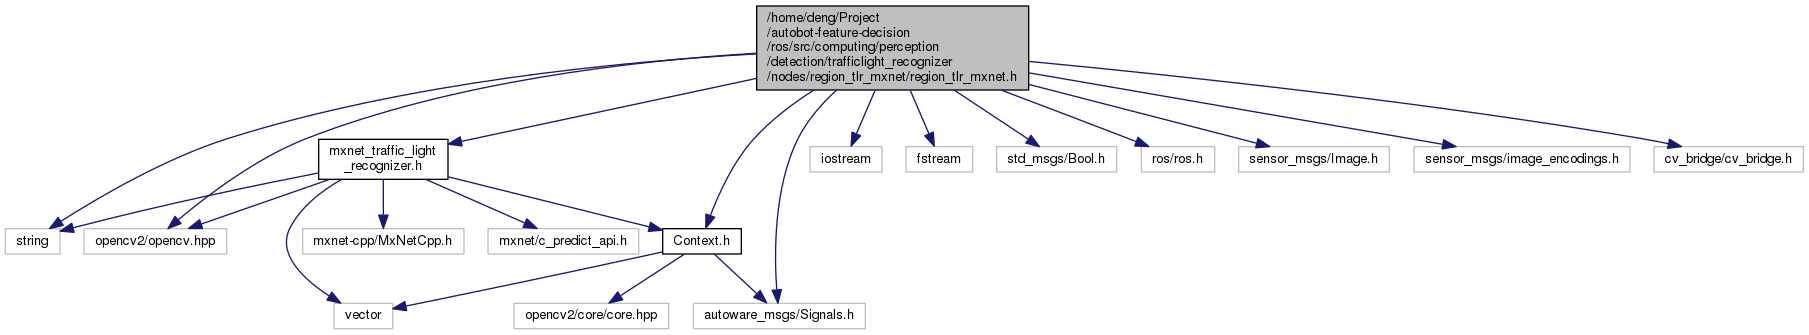 /home/deng/Project
/autobot-feature-decision
/ros/src/computing/perception
/detection/trafficlight_recognizer
/nodes/region_tlr_mxnet/region_tlr_mxnet.h
mxnet_traffic_light
_recognizer.h
iostream
fstream
std_msgs/Bool.h
ros/ros.h
sensor_msgs/Image.h
sensor_msgs/image_encodings.h
cv_bridge/cv_bridge.h
string
opencv2/opencv.hpp
mxnet-cpp/MxNetCpp.h
mxnet/c_predict_api.h
Context.h
vector
opencv2/core/core.hpp
autoware_msgs/Signals.h